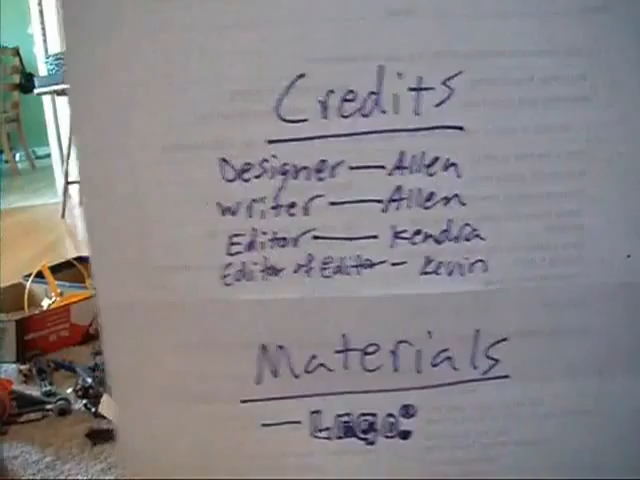 Credits
Designer — Allen
Writer — Allen
Editor — Kendra
Editor of Editor - Kevin
Materials
— LEGO®